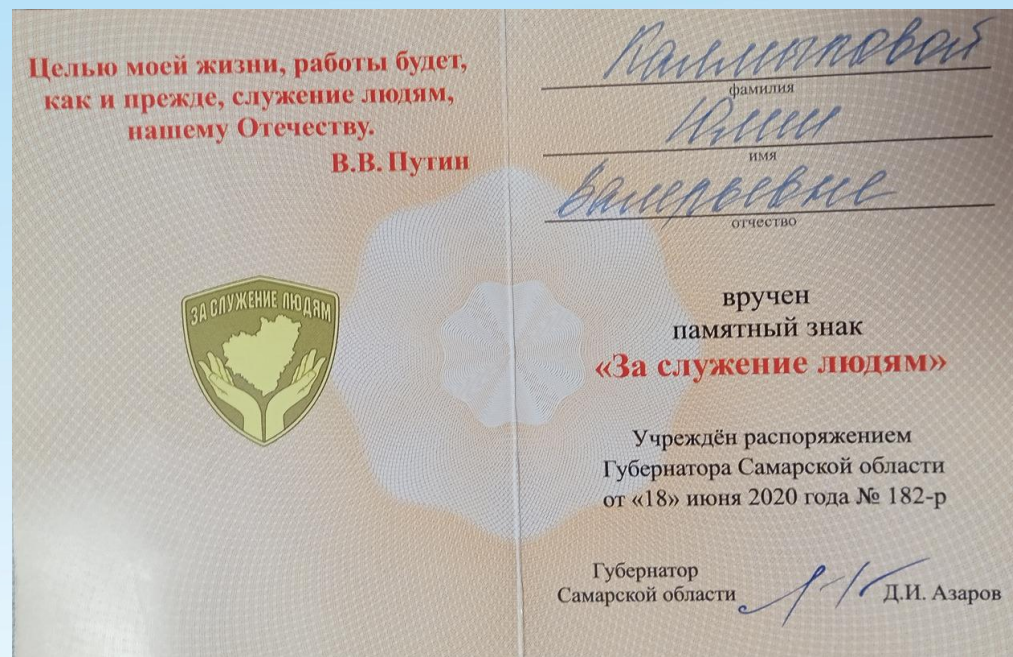 Целью моей жизни, работы будет,
как и прежде, служение людям,
нашему Отечеству.
В.В. Путин
ЗА СЛУЖЕНИЕ ЛЮДЯМ
Калмыковой
фамилия
Юлии
имя
Валерьевне
отчество
вручен
памятный знак
«За служение людям»
Учреждён распоряжением
Губернатора Самарской области
от «18» июня 2020 года № 182-р
Губернатор
Самарской области
Д.И. Азаров